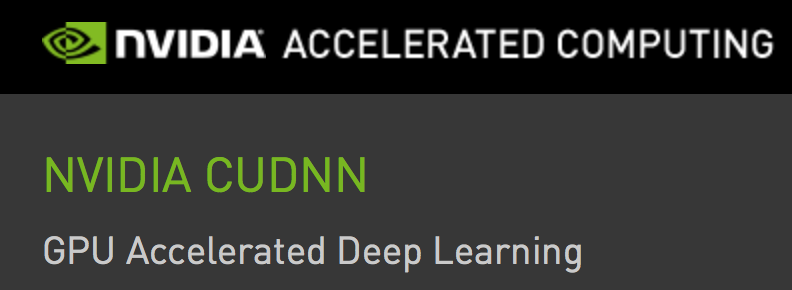 NVIDIA ACCELERATED COMPUTING
NVIDIA CUDNN
GPU Accelerated Deep Learning